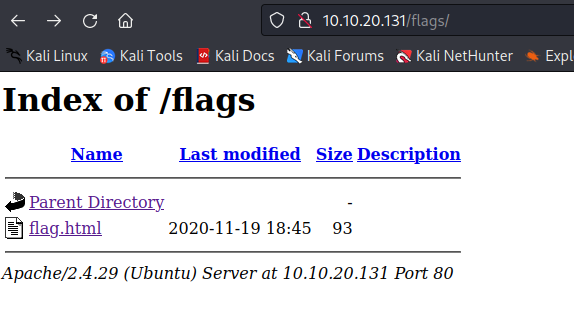 10.10.20.131/flags/
Kali Linux Kali Tools Kali Docs Kali Forums Kali NetHunter Expl
Index of /flags
Name Last modified Size Description
Parent Directory -
flag.html 2020-11-19 18:45 93
Apache/2.4.29 (Ubuntu) Server at 10.10.20.131 Port 80